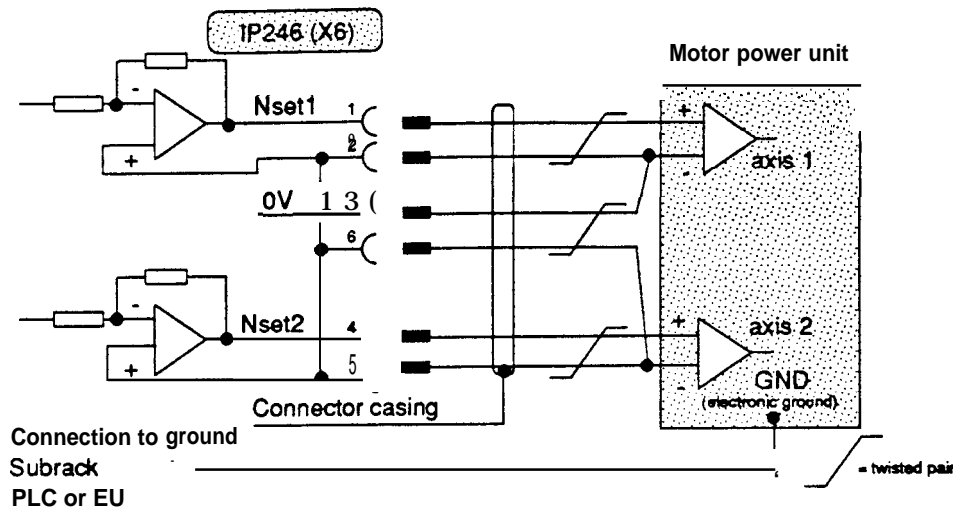 IP246 (X6)
Motor power unit
-
+
Nset1
1
2
+
-
axis 1
0V 1 3 (
6
-
+
Nset2
4
5
+
-
axis 2
GND
(electronic ground)
Connector casing
Connection to ground
Subrack
PLC or EU
= twisted pair